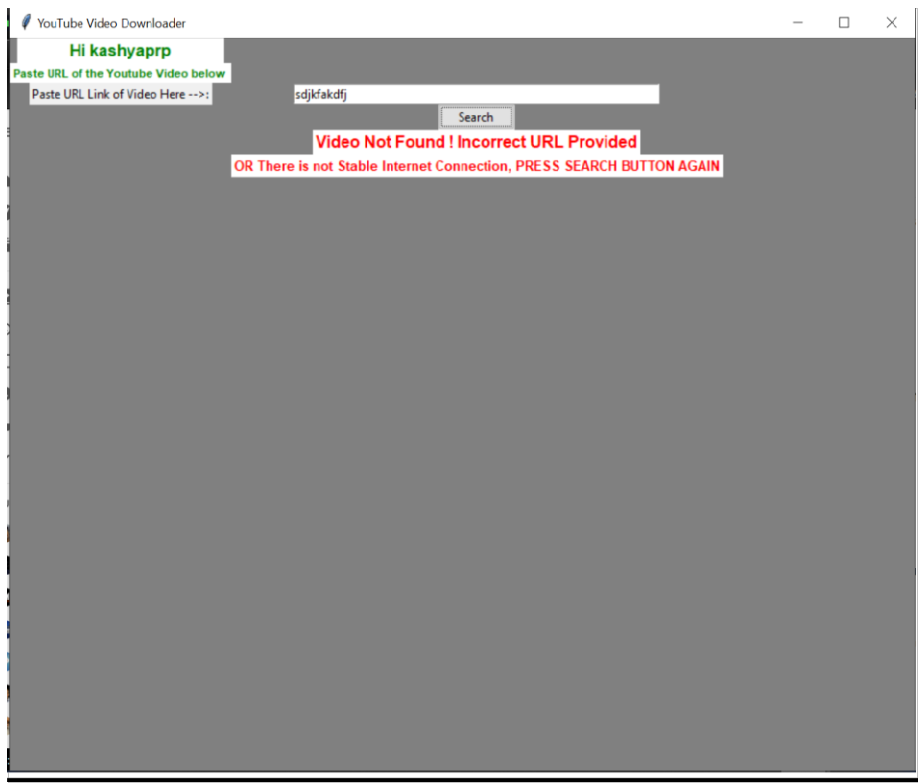 YouTube Video Downloader
Hi kashyaprp
Paste URL of the Youtube Video below
Paste URL Link of Video Here -->:
sdjkfakdfj
Search
Video Not Found ! Incorrect URL Provided
OR There is not Stable Internet Connection, PRESS SEARCH BUTTON AGAIN